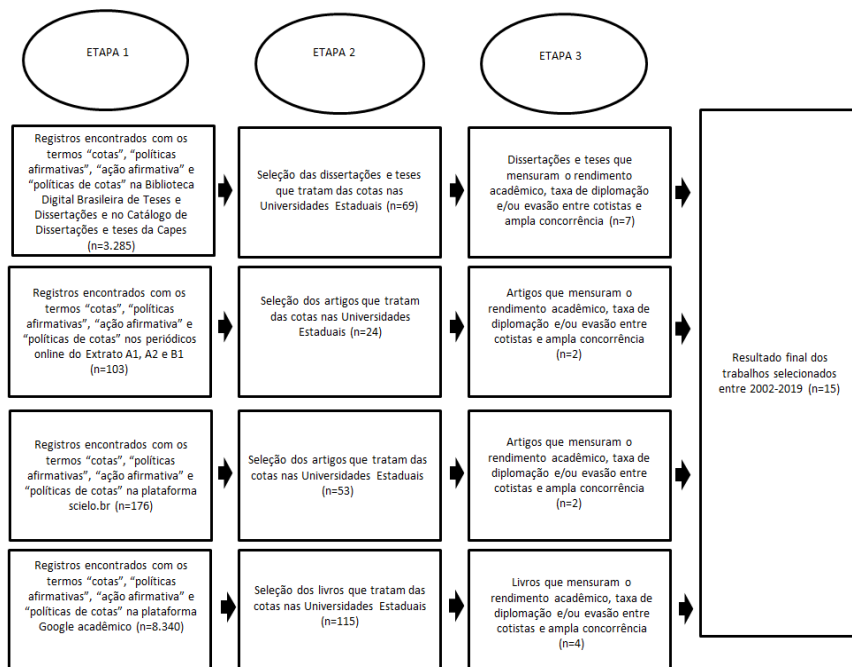 ETAPA 1
ETAPA 2
ETAPA 3
Registros encontrados com os
termos “cotas”, “políticas
afirmativas”, “ação afirmativa” e
“políticas de cotas” na Biblioteca
Digital Brasileira de Teses e
Dissertações e no Catálogo de
Dissertações e teses da Capes
(n=3.285)
Seleção das dissertações e teses
que tratam das cotas nas
Universidades Estaduais (n=69)
Dissertações e teses que
mensuram o rendimento
acadêmico, taxa de diplomação
e/ou evasão entre cotistas e
ampla concorrência
(n=7)
Registros encontrados com os
termos “cotas”, “políticas
afirmativas”, “ação afirmativa” e
“políticas de cotas” nos periódicos
online do Extrato A1, A2 e B1
(n=103)
Seleção dos artigos que tratam
das cotas nas Universidades
Estaduais
(n=24)
Artigos que mensuram o
rendimento acadêmico, taxa de
diplomação e/ou evasão entre
cotistas e ampla concorrência
(n=2)
Registros encontrados com os
termos “cotas”, “políticas
afirmativas”, “ação afirmativa” e
“políticas de cotas” na plataforma
scielo.br (n=176)
Seleção dos artigos que tratam das
cotas nas Universidades Estaduais
(n=53)
Artigos que mensuram o
rendimento acadêmico, taxa de
diplomação e/ou evasão entre
cotistas e ampla concorrência
(n=2)
Registros encontrados com os
termos “cotas”, “políticas
afirmativas”, “ação afirmativa” e
“políticas de cotas” na plataforma
Google acadêmico (n=8.340)
Seleção dos livros que tratam das
cotas nas Universidades Estaduais
(n=115)
Livros que mensuram o
rendimento acadêmico, taxa de
diplomação e/ou evasão entre
cotistas e ampla concorrência
(n=4)
Resultado final dos
trabalhos selecionados
entre 2002-2019 (n=15)